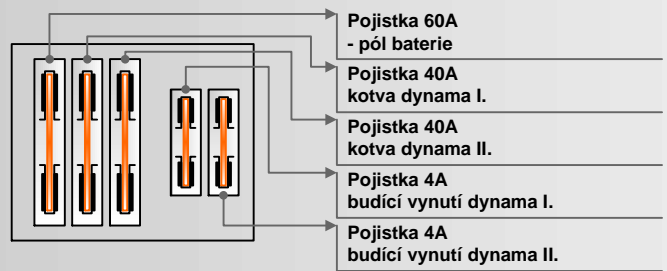 Pojistka 60A
- pól baterie
Pojistka 40A
kotva dynama I.
Pojistka 40A
kotva dynama II.
Pojistka 4A
budící vynutí dynama I.
Pojistka 4A
budící vynutí dynama II.